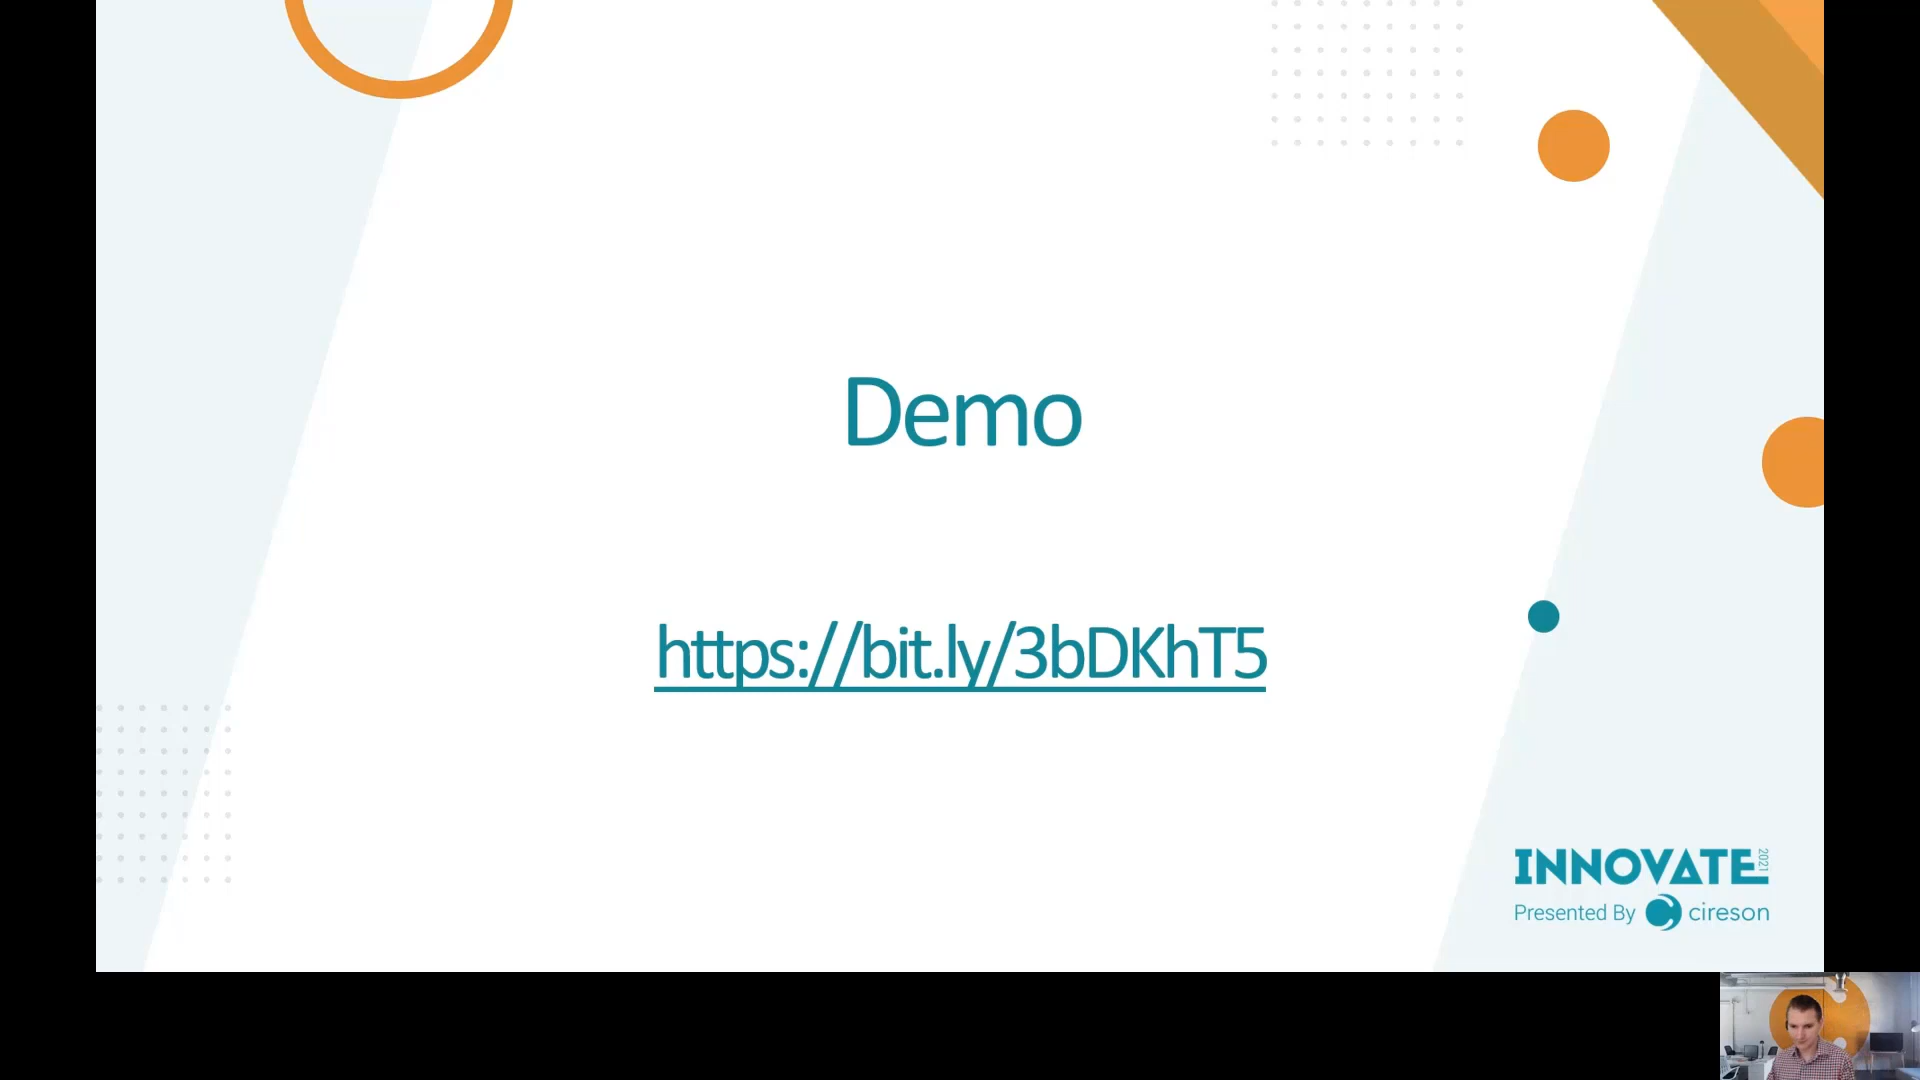 Demo
https://bit.ly/3bDKhT5
INNOVATE 2021
Presented By cireson